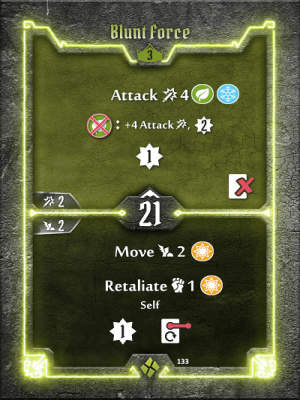 Blunt Force
3
Attack 4
: +4 Attack , 2
1
2
21
2
Move 2
Retaliate 1
Self
1
133